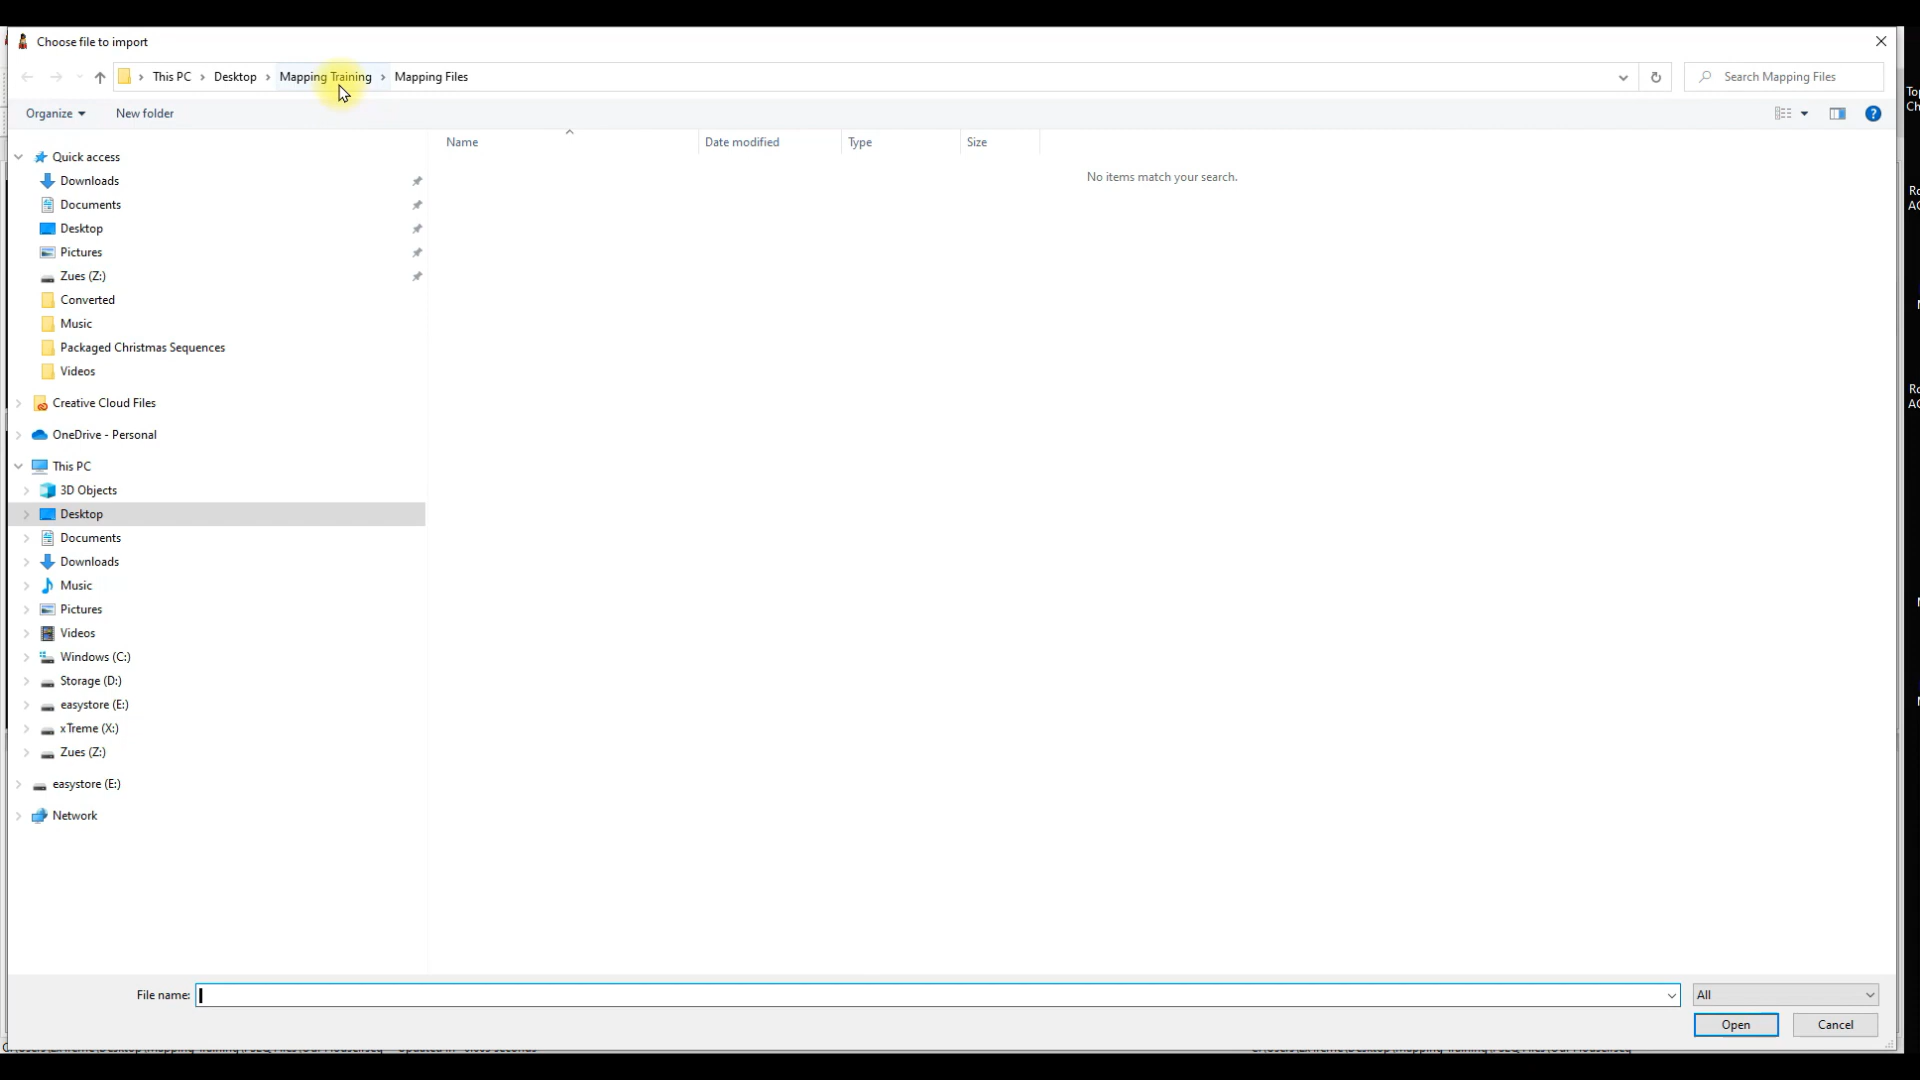 Choose file to import
This PC > Desktop > Mapping Training > Mapping Files
Search Mapping Files
Organize
New folder
Name
Date modified
Type
Size
No items match your search.
Quick access
Downloads
Documents
Desktop
Pictures
Zues (Z:)
Converted
Music
Packaged Christmas Sequences
Videos
Creative Cloud Files
OneDrive - Personal
This PC
3D Objects
Desktop
Documents
Downloads
Music
Pictures
Videos
Windows (C:)
Storage (D:)
easystore (E:)
xTreme (X:)
Zues (Z:)
easystore (E:)
Network
File name:
All
Open
Cancel